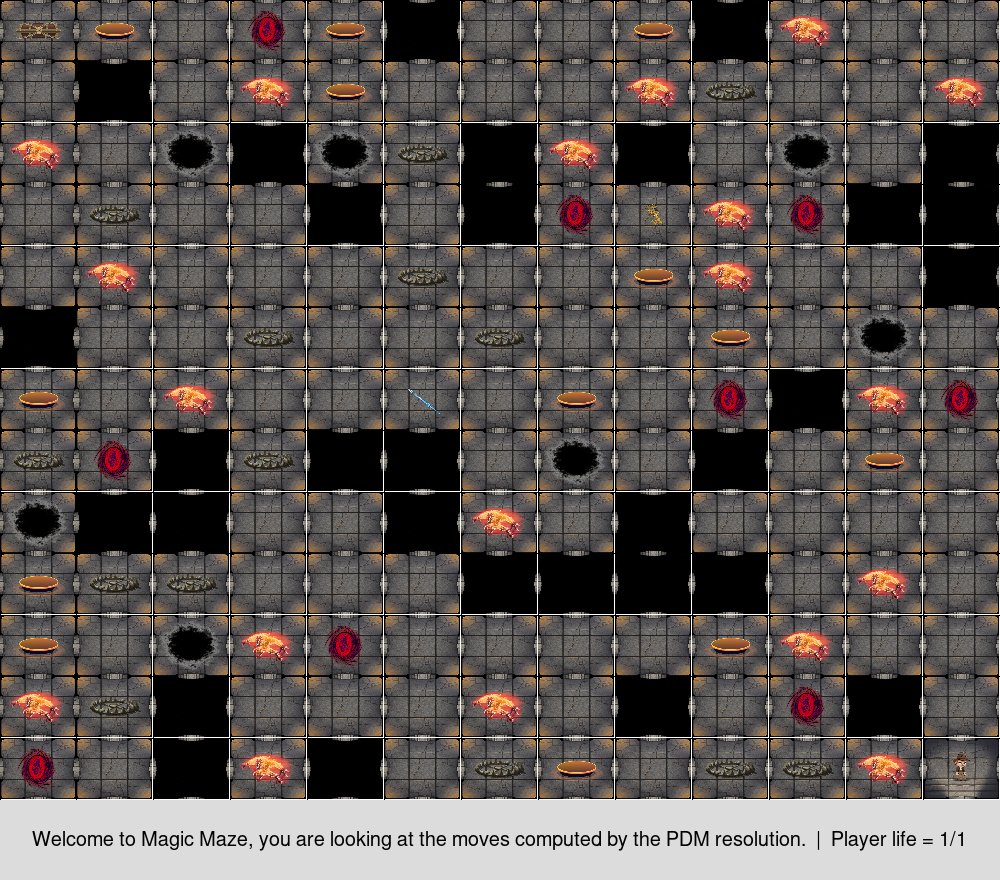 Welcome to Magic Maze, you are looking at the moves computed by the PDM resolution.  |  Player life = 1/1